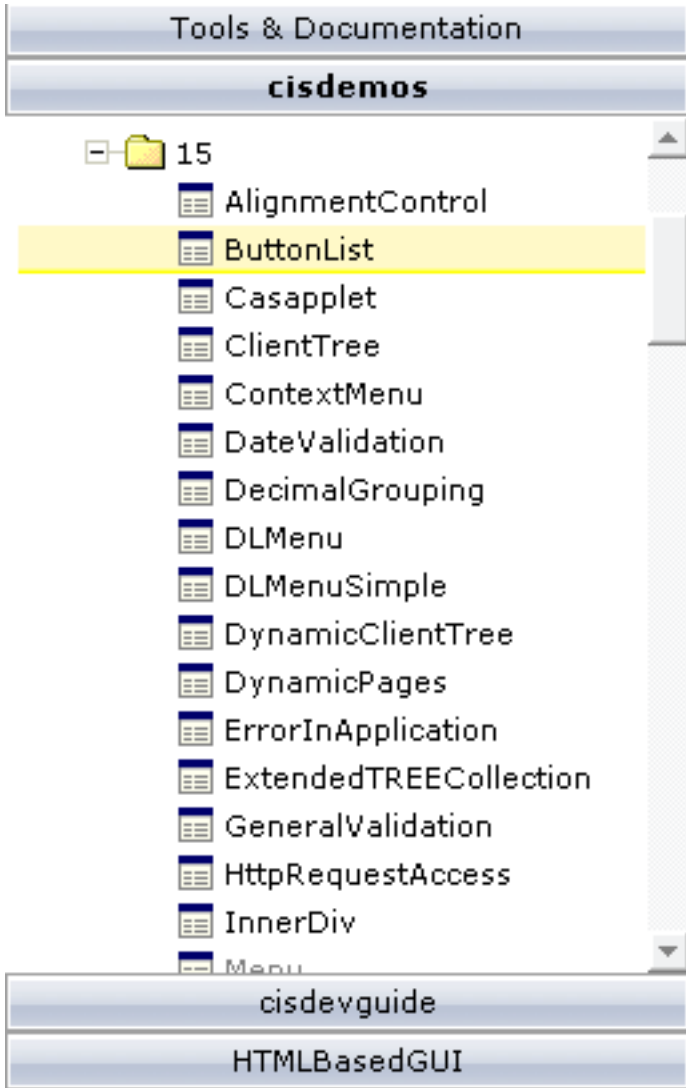 Tools & Documentation
cisdemos
15
AlignmentControl
ButtonList
Casapplet
ClientTree
ContextMenu
DateValidation
DecimalGrouping
DLMenu
DLMenuSimple
DynamicClientTree
DynamicPages
ErrorInApplication
ExtendedTREECollection
GeneralValidation
HttpRequestAccess
InnerDiv
Menu
cisdevguide
HTMLBasedGUI